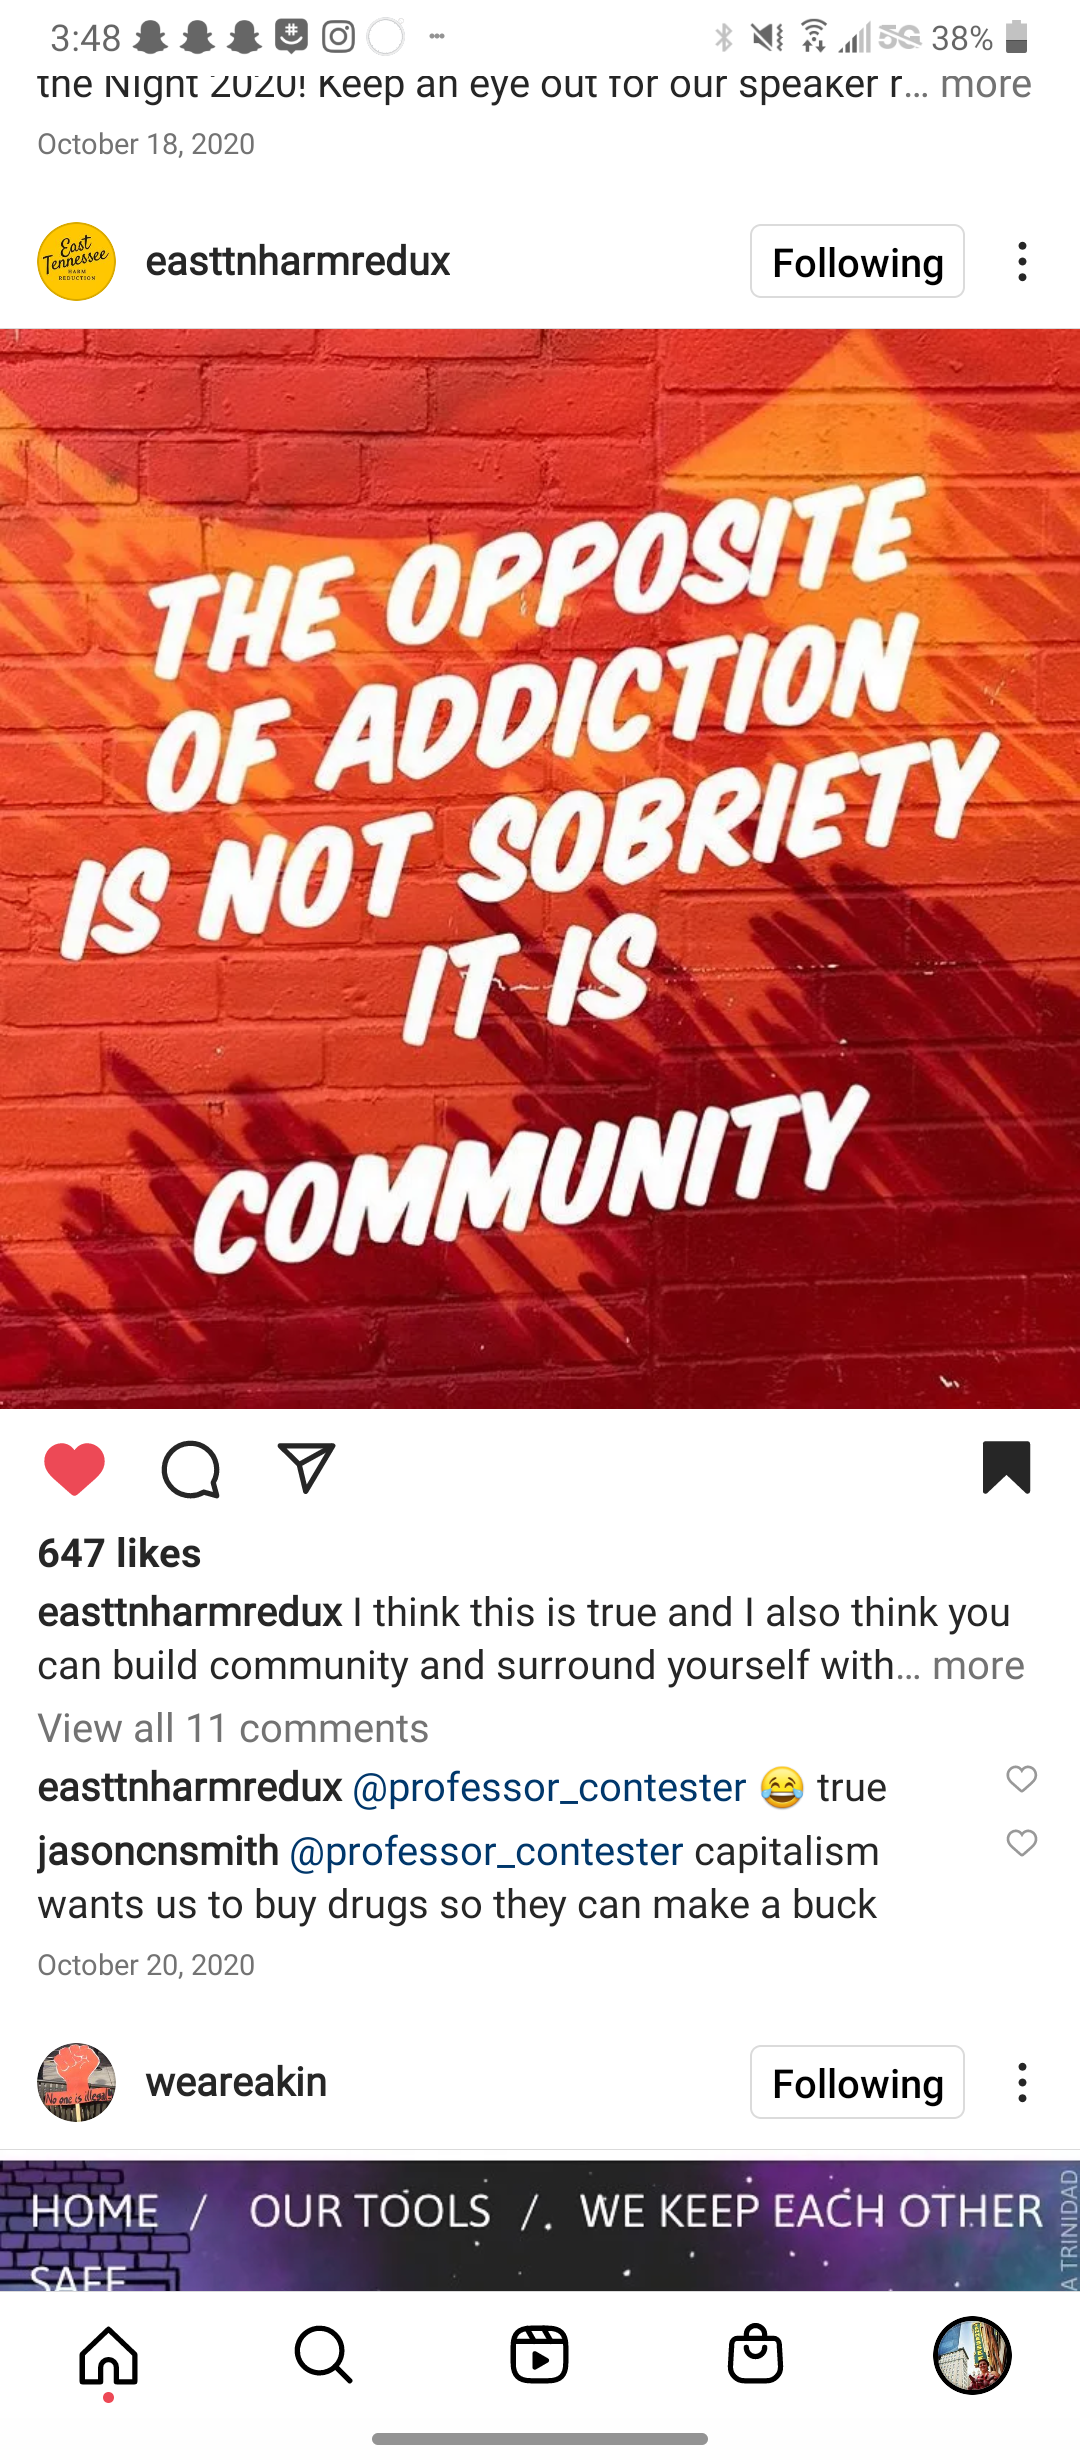 3:48 5G 38%
the Night 2020! Keep an eye out for our speaker r... more
October 18, 2020
East
Tennessee
HARM
REDUCTION
easttnharmredux Following
THE OPPOSITE
OF ADDICTION
IS NOT SOBRIETY
IT IS
COMMUNITY
647 likes
easttnharmredux I think this is true and I also think you
can build community and surround yourself with... more
View all 11 comments
easttnharmredux @professor_contester 😂 true
jasoncnsmith @professor_contester capitalism
wants us to buy drugs so they can make a buck
October 20, 2020
No one is illegal
weareakin Following
HOME / OUR TOOLS /. WE KEEP EACH OTHER
SAFE
A TRINIDAD